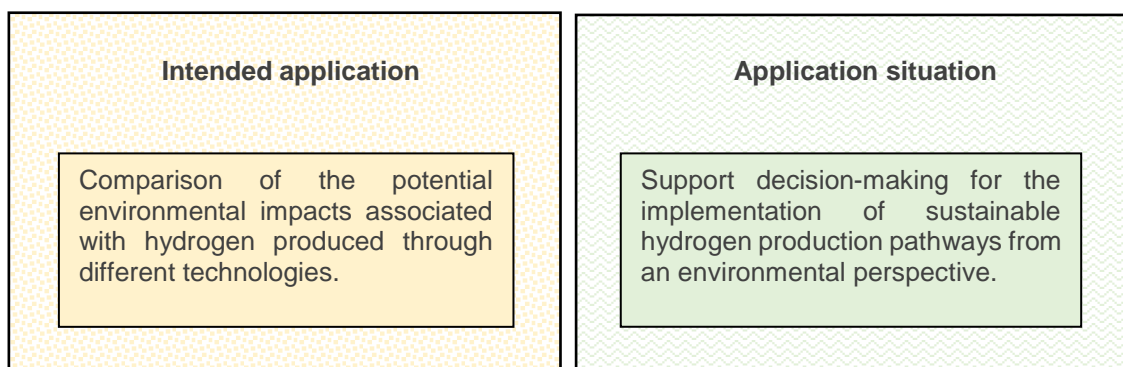 Intended application
Comparison of the potential
environmental impacts associated
with hydrogen produced through
different technologies.
Application situation
Support decision-making for the
implementation of sustainable
hydrogen production pathways from
an environmental perspective.